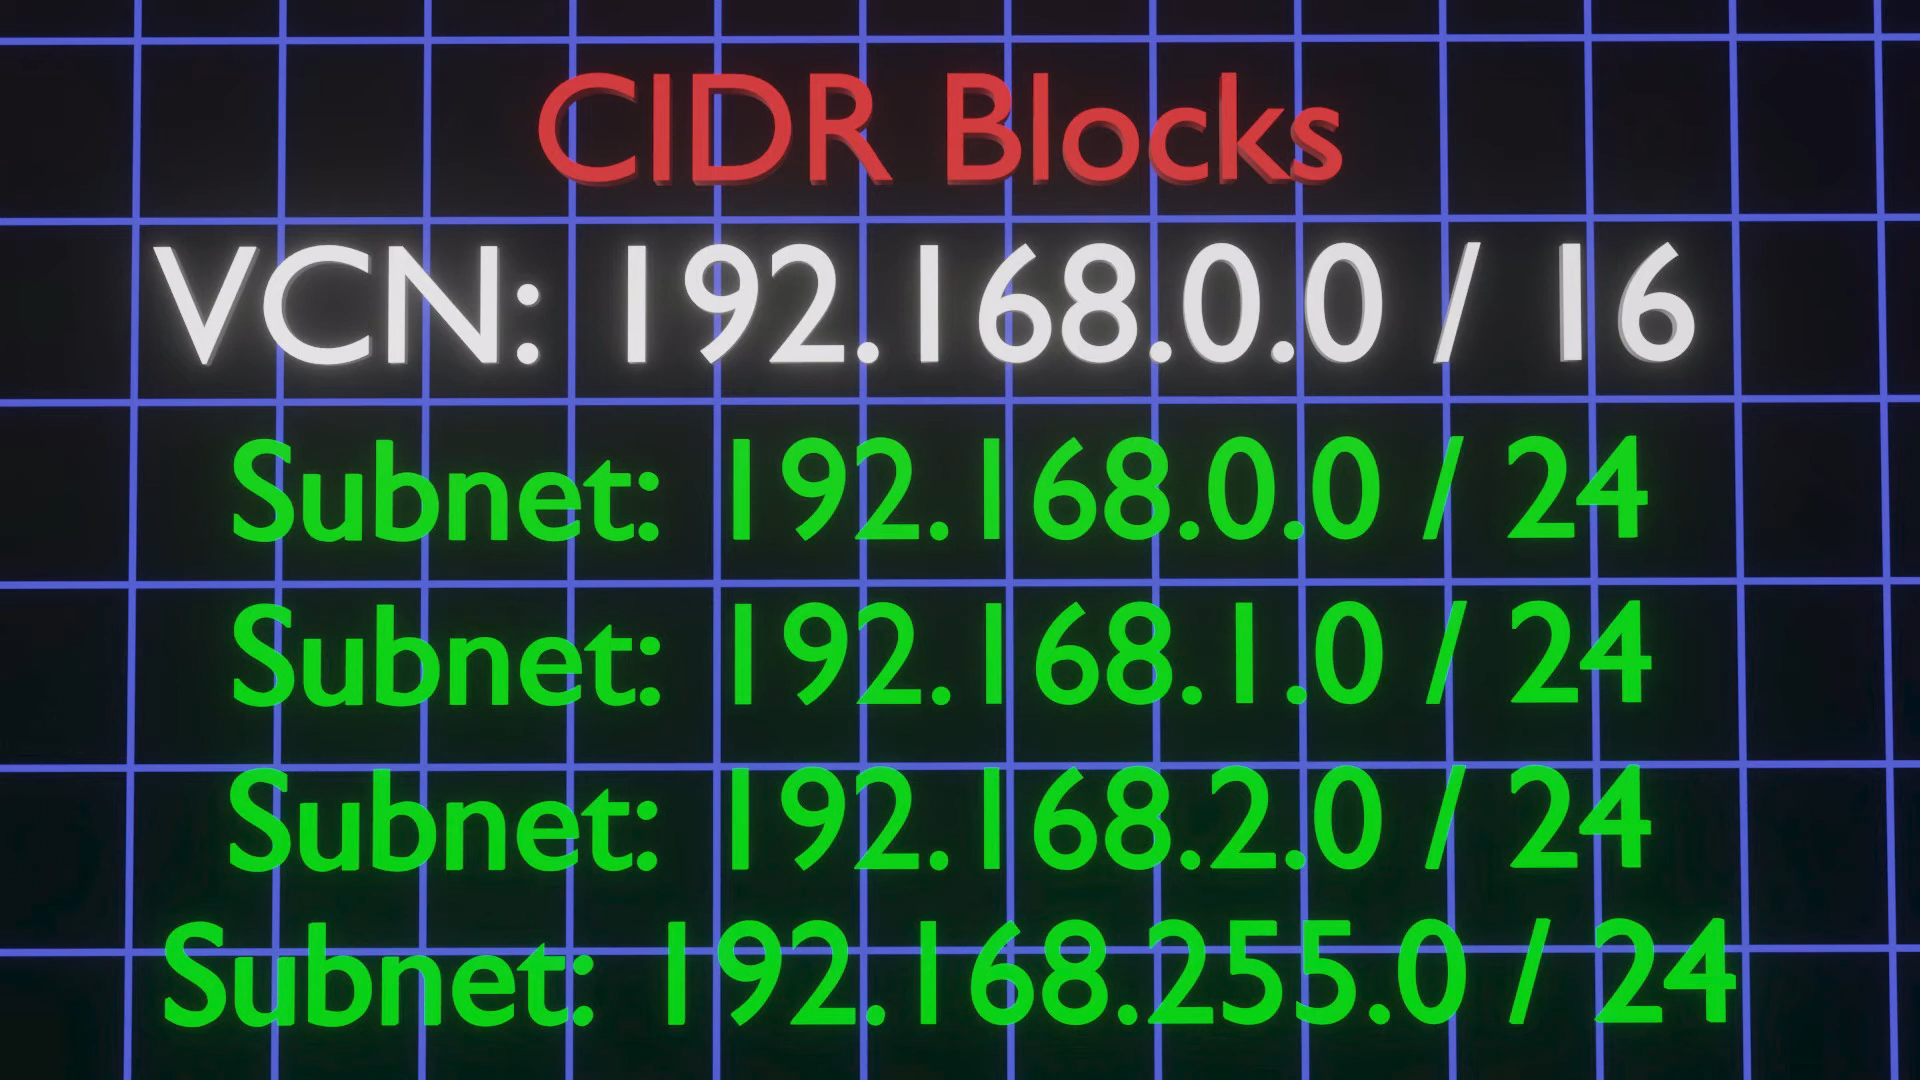 CIDR Blocks
VCN: 192.168.0.0 / 16
Subnet: 192.168.0.0 / 24
Subnet: 192.168.1.0 / 24
Subnet: 192.168.2.0 / 24
Subnet: 192.168.255.0 / 24